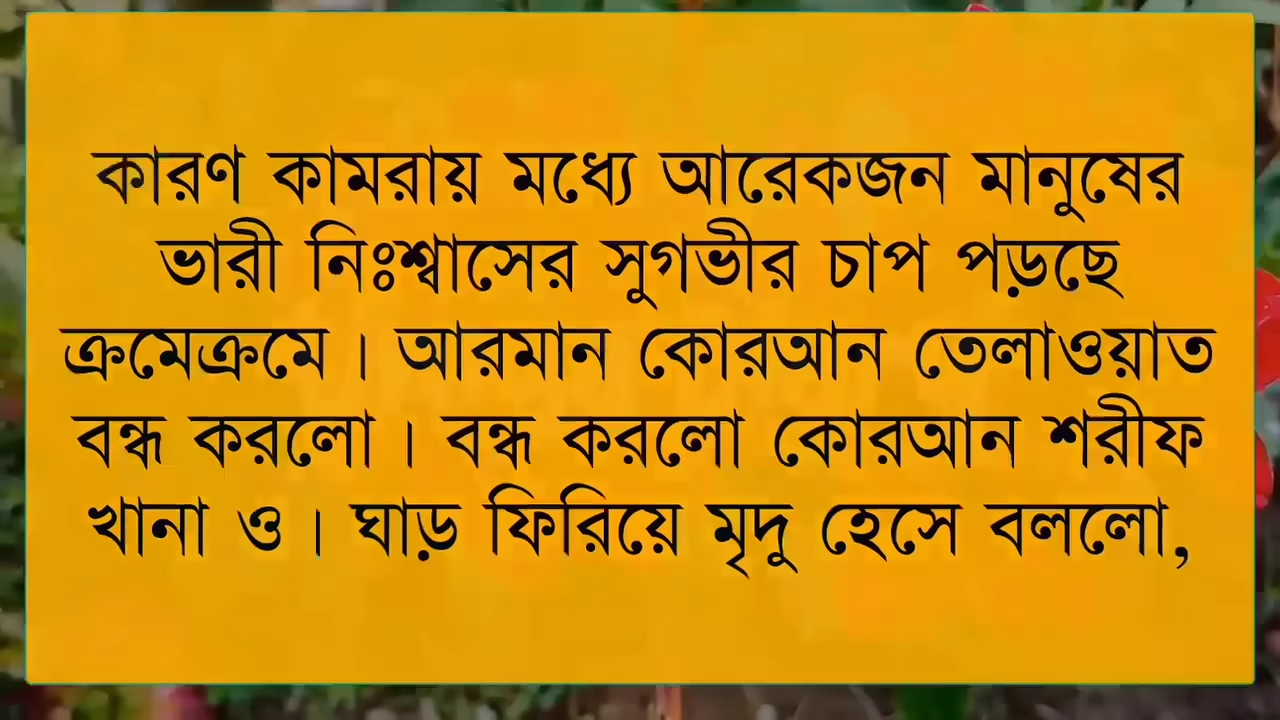 কারণ কামরায় মধ্যে আরেকজন মানুষের
ভারী নিঃশ্বাসের সুগভীর চাপ পড়ছে
ক্রমেক্রমে। আরমান কোরআন তেলাওয়াত
বন্ধ করলো। বন্ধ করলো কোরআন শরীফ
খানা ও। ঘাড় ফিরিয়ে মৃদু হেসে বললো,